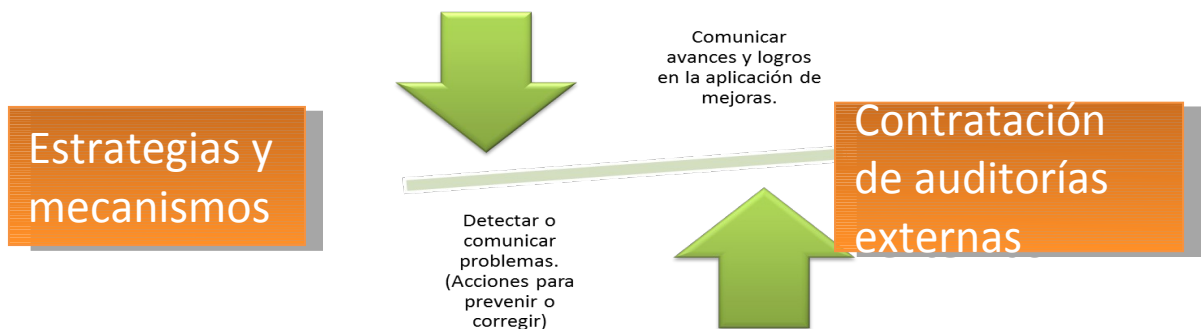 Estrategias y
mecanismos
Comunicar
avances y logros
en la aplicación de
mejoras.
Detectar o
comunicar
problemas.
(Acciones para
prevenir o
corregir)
Contratación
de auditorías
externas